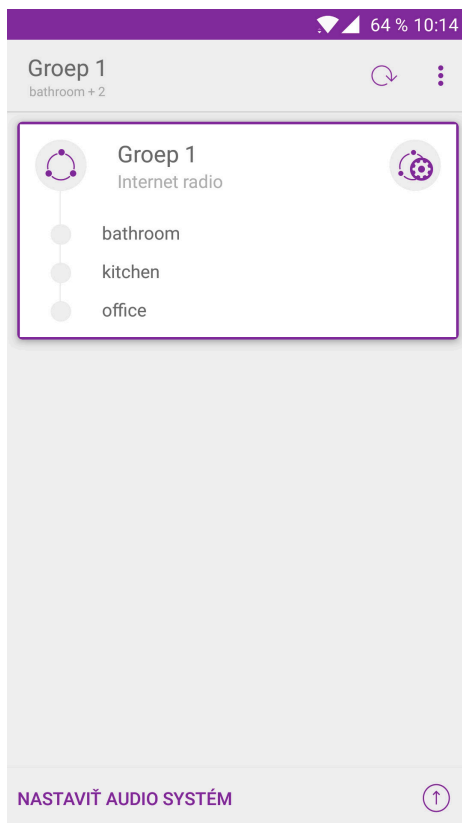 64 % 10:14
Groep 1
bathroom + 2
Groep 1
Internet radio
bathroom
kitchen
office
NASTAVIŤ AUDIO SYSTÉM